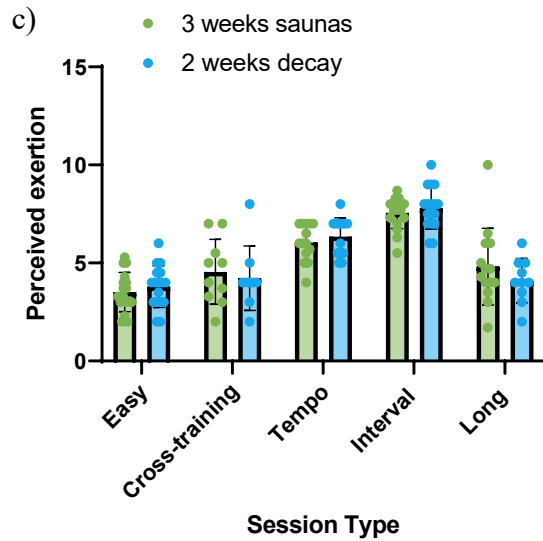 c)
3 weeks saunas
2 weeks decay
15
10
5
0
Perceived exertion
Easy
Cross-training
Tempo
Interval
Long
Session Type